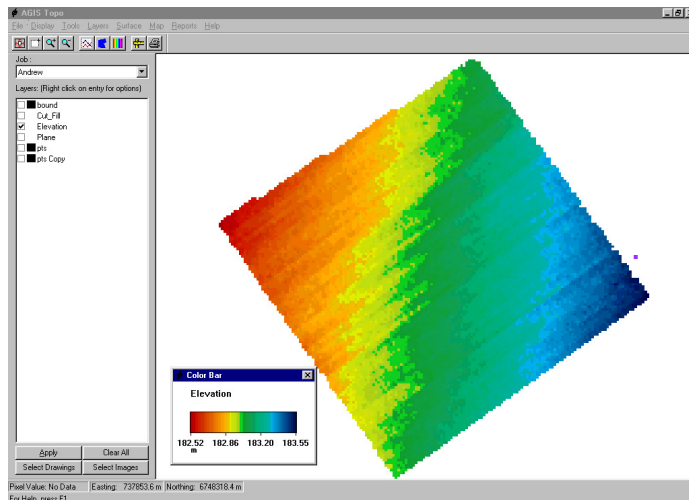 AGIS Topo
File Display Tools Layers Surface Map Reports Help
Job :
Andrew
Layers: (Right click on entry for options)
bound
Cut_Fill
Elevation
Plane
pts
pts Copy
Color Bar
Elevation
182.52 182.86 183.20 183.55
m
Apply Clear All
Select Drawings Select Images
Pixel Value: No Data Easting: 737853.6 m Northing: 6748318.4 m
For Help, press F1